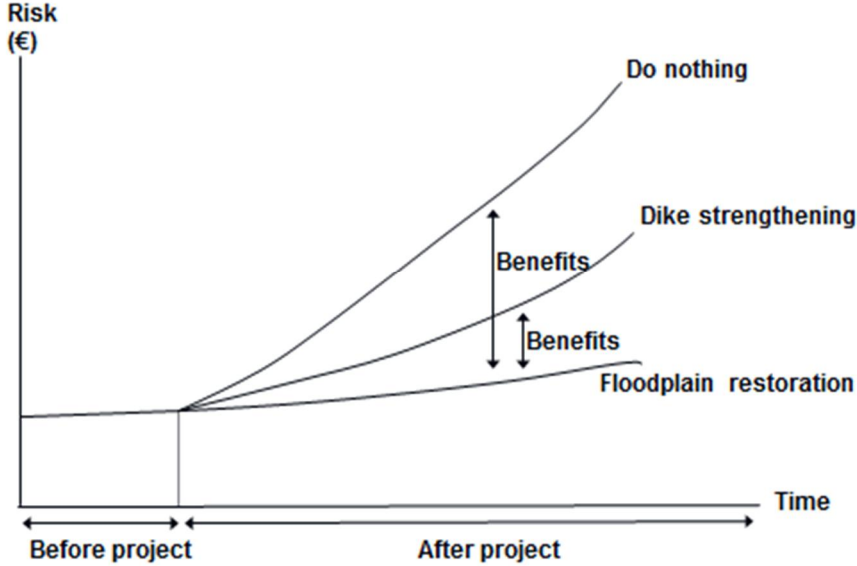 Risk
(€)
Do nothing
Dike strengthening
Benefits
Benefits
Floodplain restoration
Time
Before project
After project